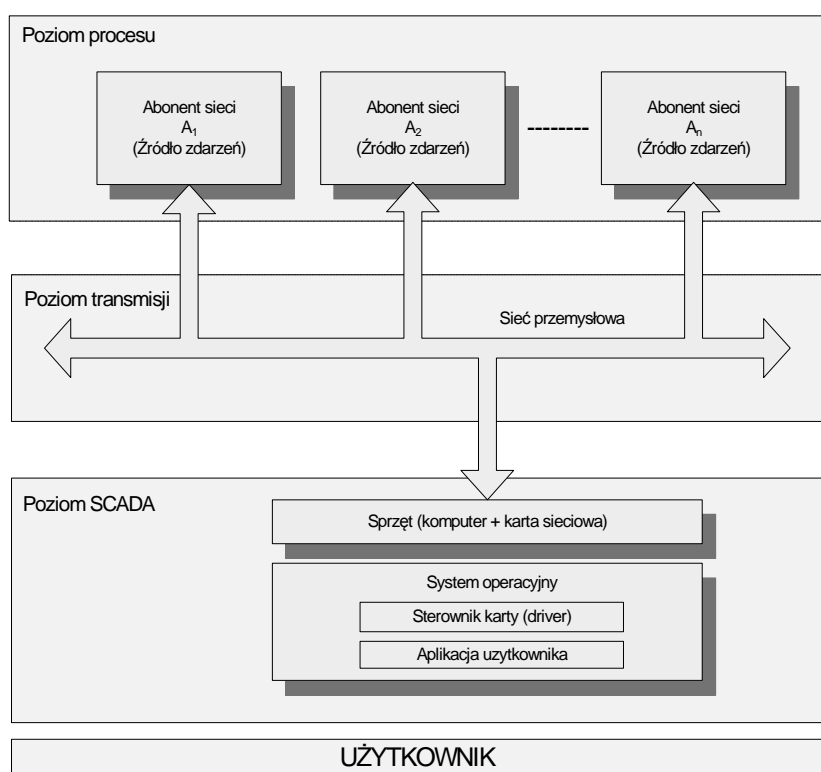 Poziom procesu
Abonent sieci
A₁
(Źródło zdarzeń)
Abonent sieci
A₂
(Źródło zdarzeń)
--------
Abonent sieci
Aₙ
(Źródło zdarzeń)
Poziom transmisji
Sieć przemysłowa
Poziom SCADA
Sprzęt (komputer + karta sieciowa)
System operacyjny
Sterownik karty (driver)
Aplikacja uzytkownika
UŻYTKOWNIK